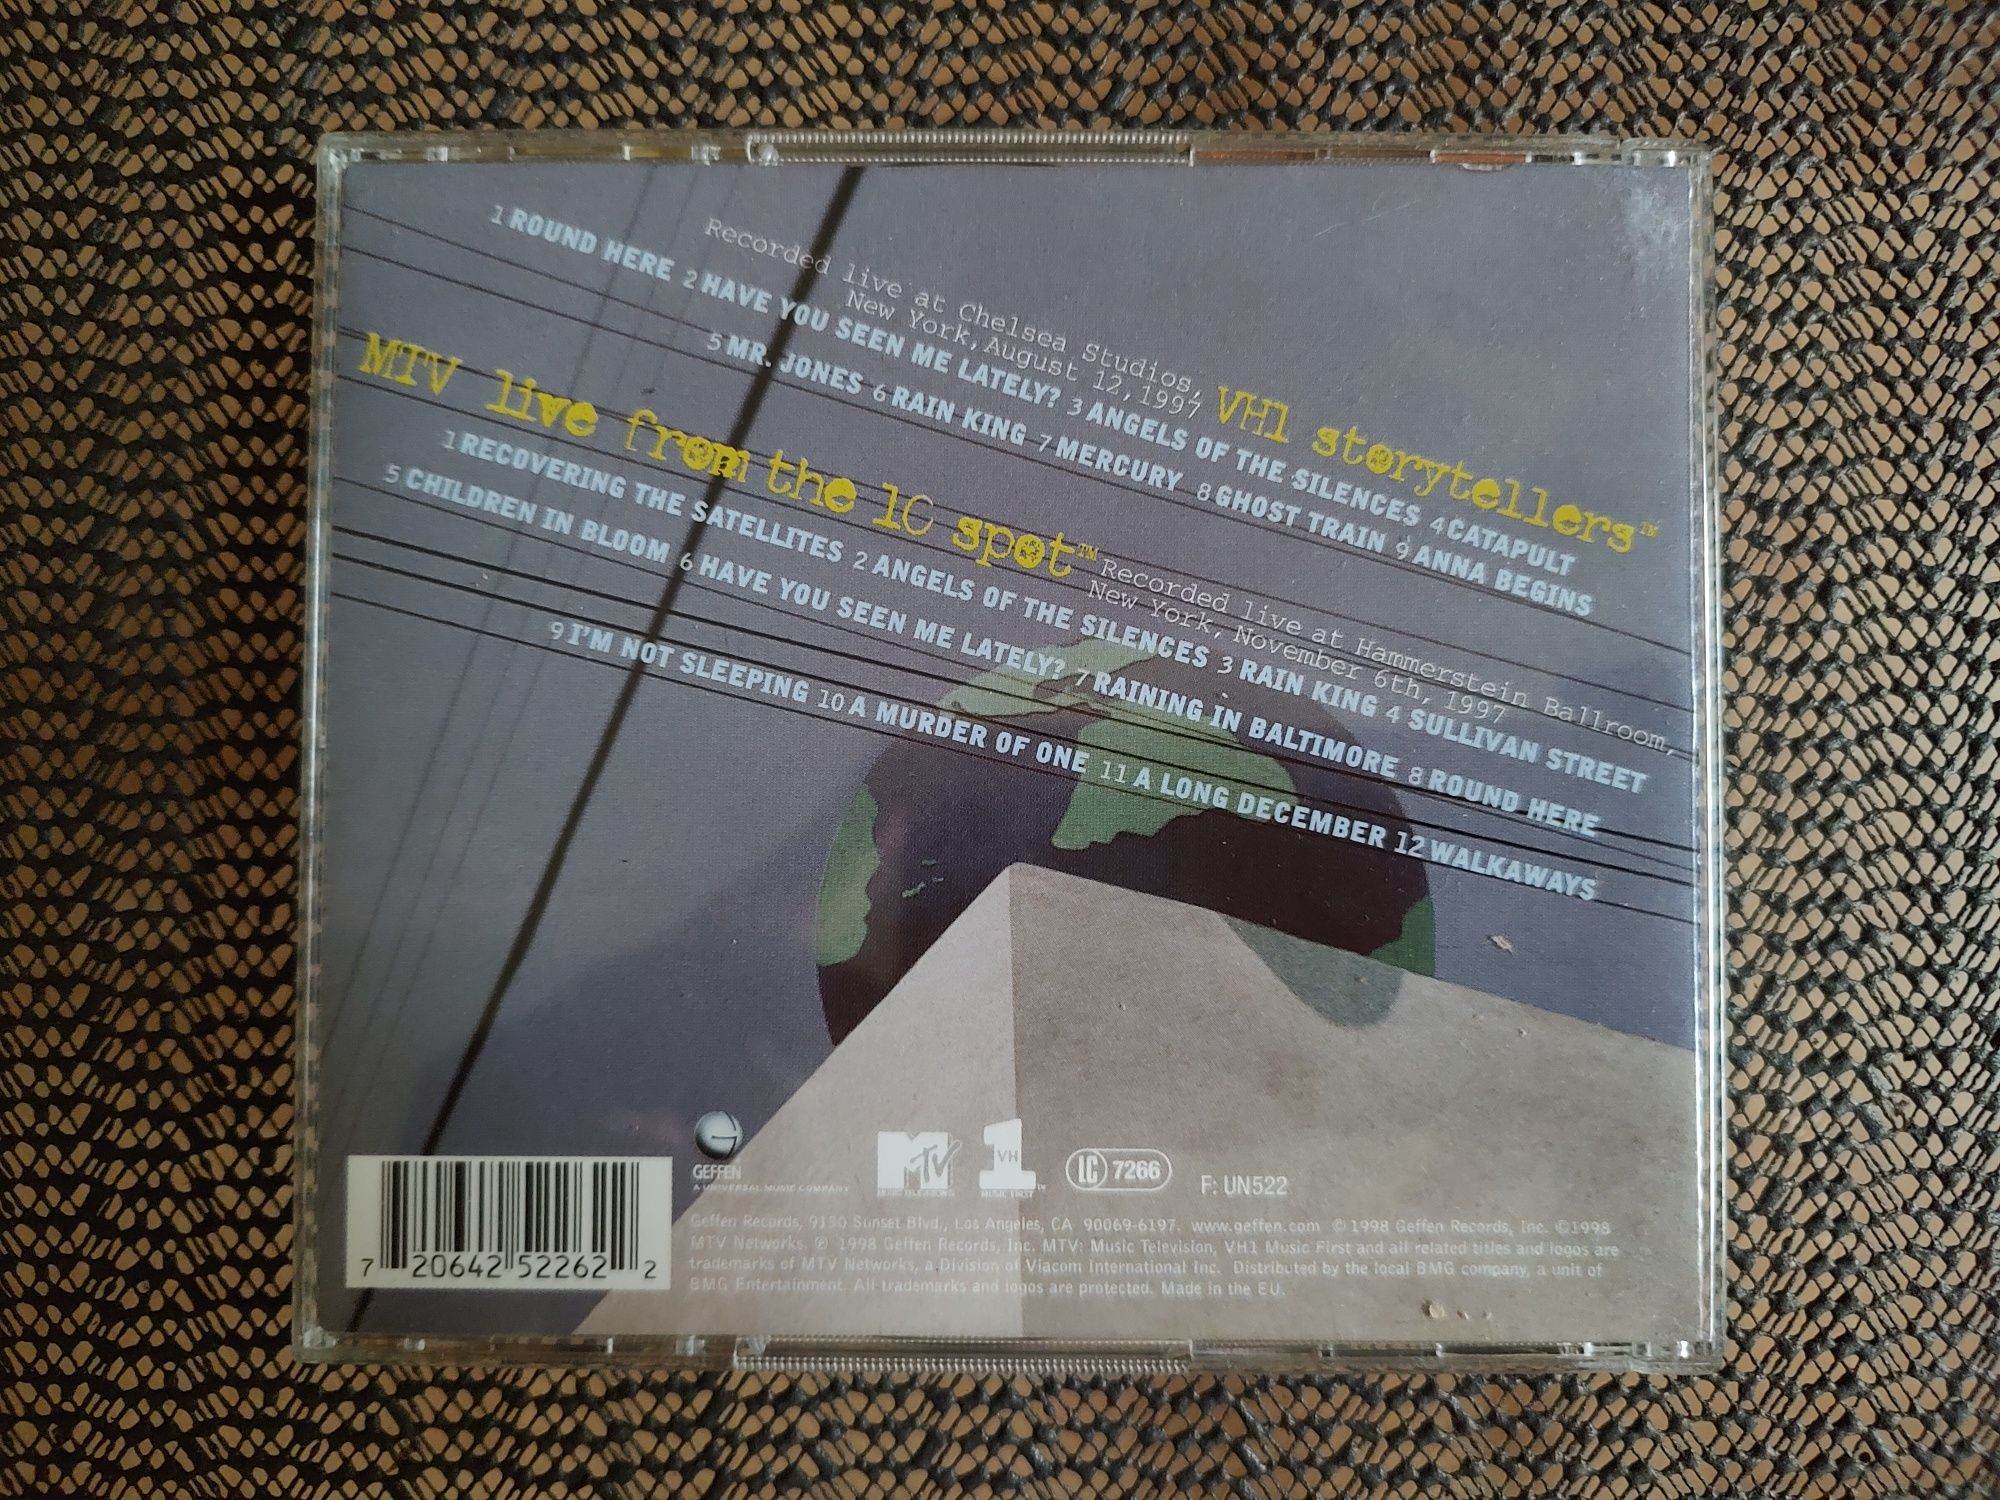 Recorded live at Chelsea Studios,
New York, August 12, 1997
VH1 storytellers™
1 ROUND HERE 2 HAVE YOU SEEN ME LATELY? 3 ANGELS OF THE SILENCES 4 CATAPULT
5 MR. JONES 6 RAIN KING 7 MERCURY 8 GHOST TRAIN 9 ANNA BEGINS
MTV live from the 10 spot™
Recorded live at Hammerstein Ballroom,
New York, November 6th, 1997
1 RECOVERING THE SATELLITES 2 ANGELS OF THE SILENCES 3 RAIN KING 4 SULLIVAN STREET
5 CHILDREN IN BLOOM 6 HAVE YOU SEEN ME LATELY? 7 RAINING IN BALTIMORE 8 ROUND HERE
9 I'M NOT SLEEPING 10 A MURDER OF ONE 11 A LONG DECEMBER 12 WALKAWAYS
GEFFEN
A UNIVERSAL MUSIC COMPANY
MTV
MUSIC TELEVISION®
VH1
MUSIC FIRST™
LC 7266
F: UN522
7 20642 52262 2
Geffen Records, 9130 Sunset Blvd., Los Angeles, CA 90069-6197. www.geffen.com © 1998 Geffen Records, Inc. ©1998
MTV Networks. ℗ 1998 Geffen Records, Inc. MTV: Music Television, VH1 Music First and all related titles and logos are
trademarks of MTV Networks, a Division of Viacom International Inc. Distributed by the local BMG company, a unit of
BMG Entertainment. All trademarks and logos are protected. Made in the EU.